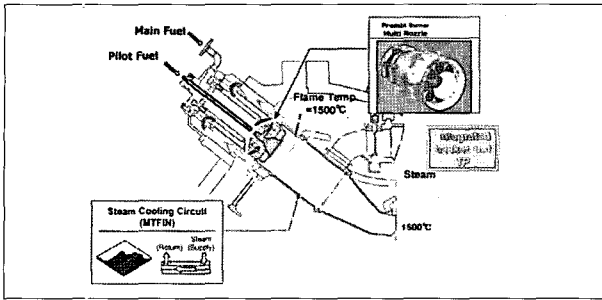 Main Fuel
Pilot Fuel
Premix Burner
Multi Nozzle
Flame Temp.
=1500℃
Steam
1500℃
Steam Cooling Circuit
(MTFIN)
Steam
(Return) (Supply)